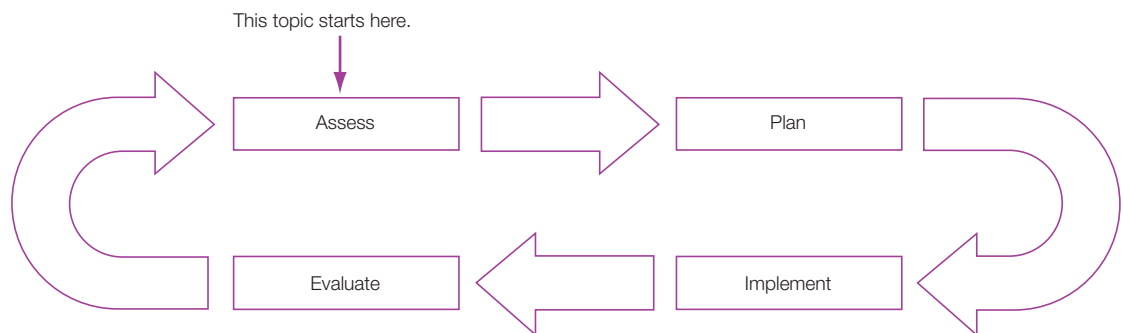 This topic starts here.
Assess
Plan
Implement
Evaluate